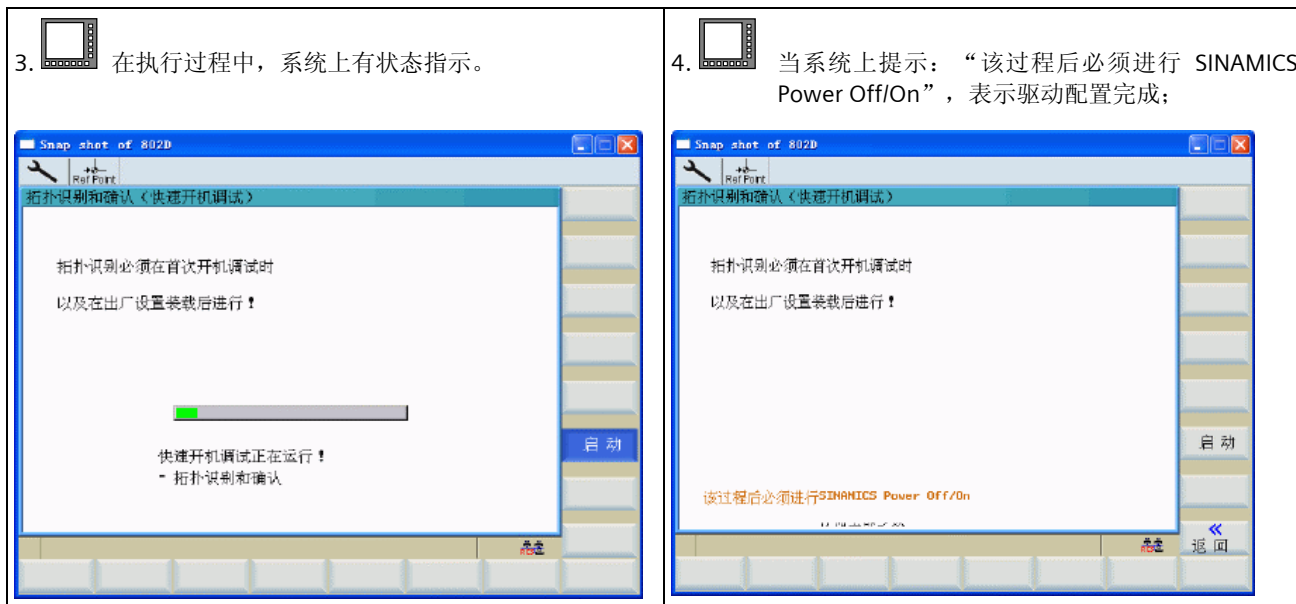 3. 在执行过程中，系统上有状态指示。
Snap shot of 802D
Ref Point
拓扑识别和确认（快速开机调试）
拓扑识别必须在首次开机调试时
以及在出厂设置装载后进行！
启动
快速开机调试正在运行！
- 拓扑识别和确认
4. 当系统上提示：“该过程后必须进行 SINAMICS
Power Off/On”，表示驱动配置完成；
Snap shot of 802D
Ref Point
拓扑识别和确认（快速开机调试）
拓扑识别必须在首次开机调试时
以及在出厂设置装载后进行！
启动
该过程后必须进行SINAMICS Power Off/On
«
返回